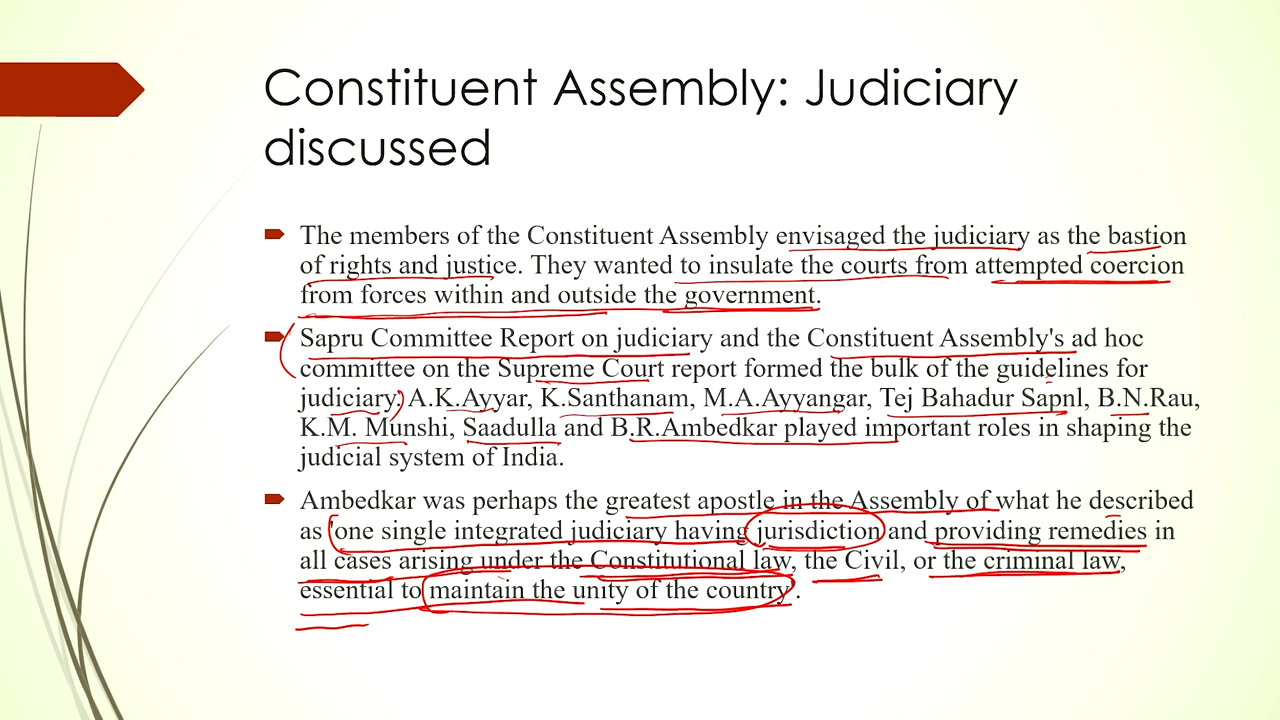 Constituent Assembly: Judiciary
discussed
The members of the Constituent Assembly envisaged the judiciary as the bastion
of rights and justice. They wanted to insulate the courts from attempted coercion
from forces within and outside the government.
Sapru Committee Report on judiciary and the Constituent Assembly's ad hoc
committee on the Supreme Court report formed the bulk of the guidelines for
judiciary. A.K.Ayyar, K.Santhanam, M.A.Ayyangar, Tej Bahadur Sapnl, B.N.Rau,
K.M. Munshi, Saadulla and B.R.Ambedkar played important roles in shaping the
judicial system of India.
Ambedkar was perhaps the greatest apostle in the Assembly of what he described
as 'one single integrated judiciary having jurisdiction and providing remedies in
all cases arising under the Constitutional law, the Civil, or the criminal law,
essential to maintain the unity of the country'.